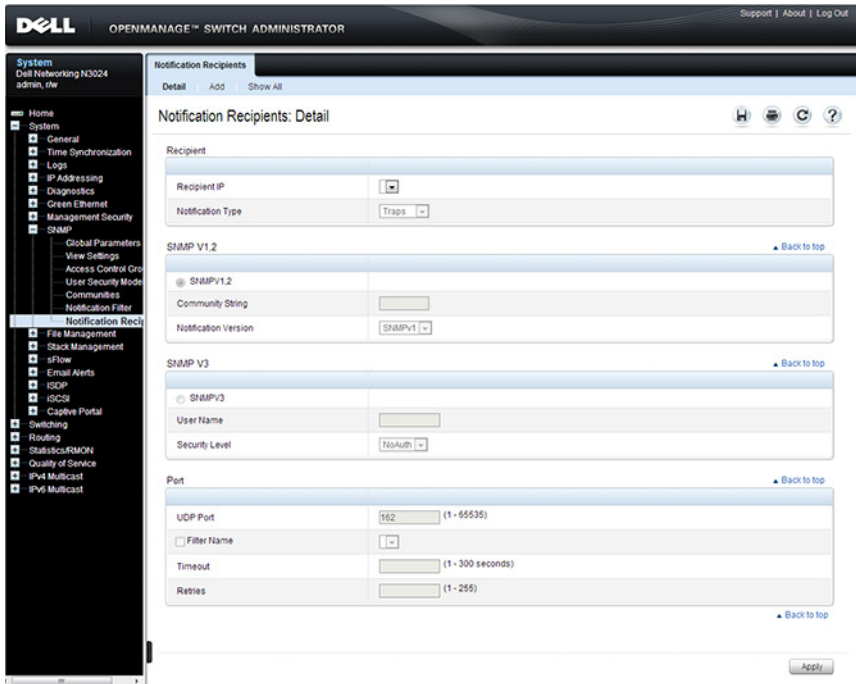 DELL OPENMANAGE™ SWITCH ADMINISTRATOR
Support | About | Log Out
System
Dell Networking N3024
admin, r/w
Home
System
General
Time Synchronization
Logs
IP Addressing
Diagnostics
Green Ethernet
Management Security
SNMP
Global Parameters
View Settings
Access Control Gro
User Security Mode
Communities
Notification Filter
Notification Recip
File Management
Stack Management
sFlow
Email Alerts
ISDP
iSCSI
Captive Portal
Switching
Routing
Statistics/RMON
Quality of Service
IPv4 Multicast
IPv6 Multicast
Notification Recipients
Detail Add Show All
Notification Recipients: Detail
Recipient
Recipient IP
Notification Type Traps
SNMP V1,2 Back to top
SNMPV1,2
Community String
Notification Version SNMPv1
SNMP V3 Back to top
SNMPV3
User Name
Security Level NoAuth
Port Back to top
UDP Port 162 (1 - 65535)
Filter Name
Timeout (1 - 300 seconds)
Retries (1 - 255)
Back to top
Apply